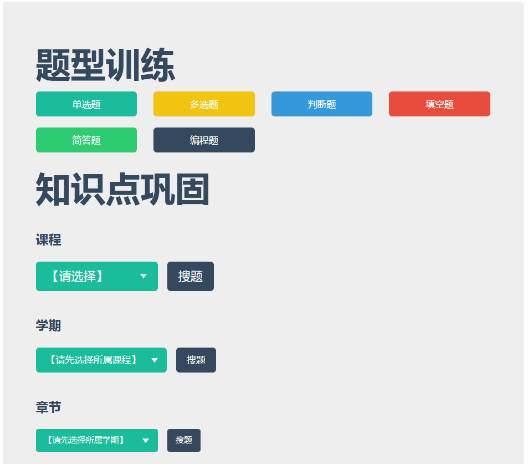 题型训练
单选题 多选题 判断题 填空题
简答题 编程题
知识点巩固
课程
【请选择】 搜题
学期
【请先选择所属课程】 搜题
章节
【请先选择所属学期】 搜题